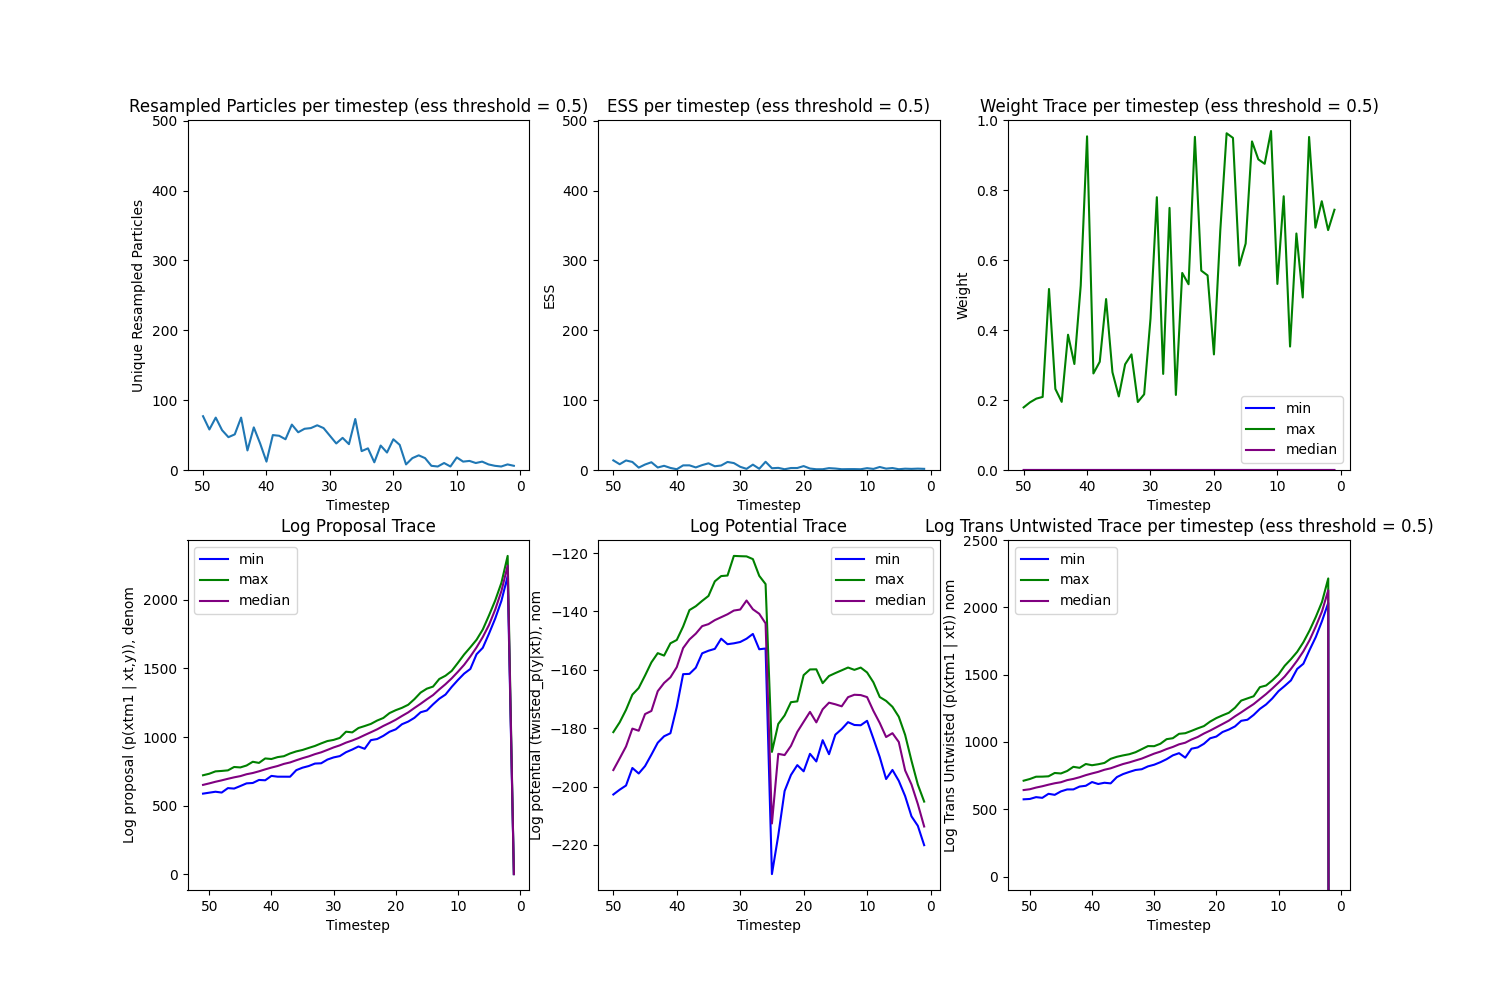 Resampled Particles per timestep (ess threshold = 0.5)
500
400
300
200
100
0
Unique Resampled Particles
50 40 30 20 10 0
Timestep
ESS per timestep (ess threshold = 0.5)
500
400
300
200
100
0
ESS
50 40 30 20 10 0
Timestep
Weight Trace per timestep (ess threshold = 0.5)
1.0
0.8
0.6
0.4
0.2
0.0
Weight
min
max
median
50 40 30 20 10 0
Timestep
Log Proposal Trace
min
max
median
2000
1500
1000
500
0
Log proposal (p(xtm1 | xt,y)), denom
50 40 30 20 10 0
Timestep
Log Potential Trace
min
max
median
−120
−140
−160
−180
−200
−220
Log potential (twisted_p(y|xt)), nom
50 40 30 20 10 0
Timestep
Log Trans Untwisted Trace per timestep (ess threshold = 0.5)
min
max
median
2500
2000
1500
1000
500
0
Log Trans Untwisted (p(xtm1 | xt)) nom
50 40 30 20 10 0
Timestep